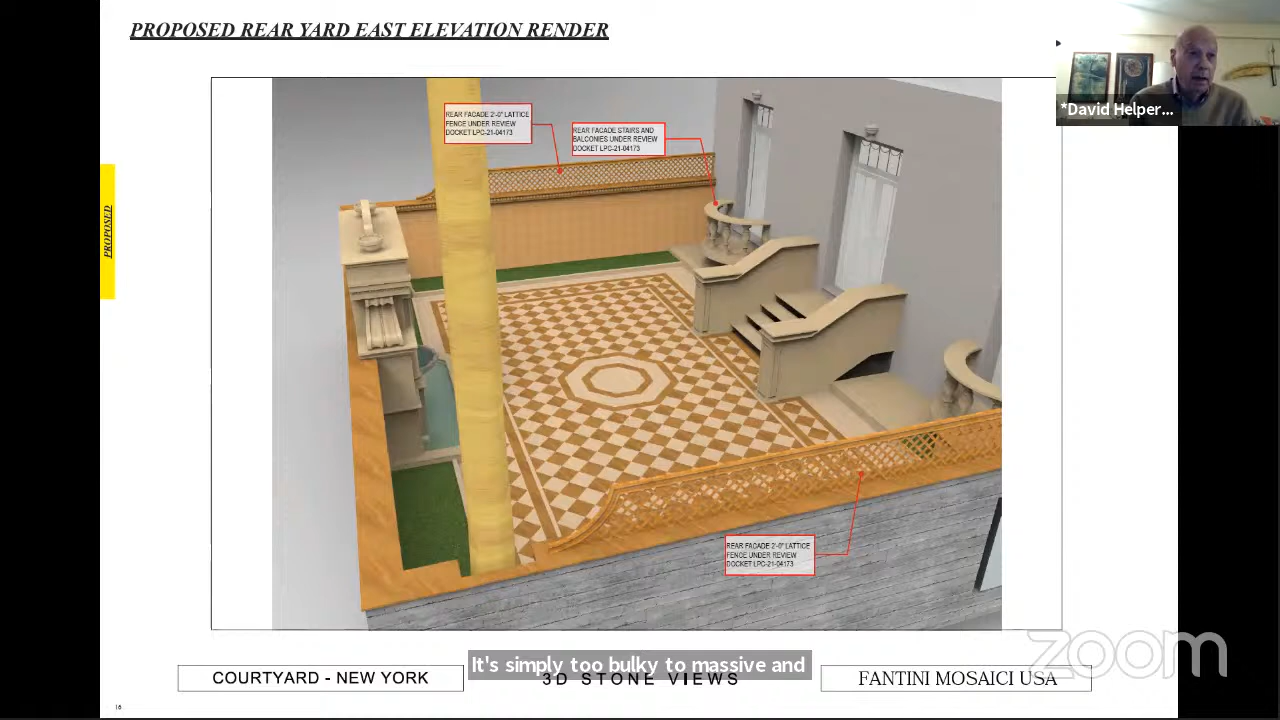 PROPOSED REAR YARD EAST ELEVATION RENDER
*David Helper...
REAR FACADE 2'-0" LATTICE
FENCE UNDER REVIEW
DOCKET LPC-21-04173
REAR FACADE STAIRS AND
BALCONIES UNDER REVIEW
DOCKET LPC-21-04173
PROPOSED
REAR FACADE 2'-0" LATTICE
FENCE UNDER REVIEW
DOCKET LPC-21-04173
zoom
It's simply too bulky to massive and
COURTYARD - NEW YORK
3D STONE VIEWS
FANTINI MOSAICI USA
16